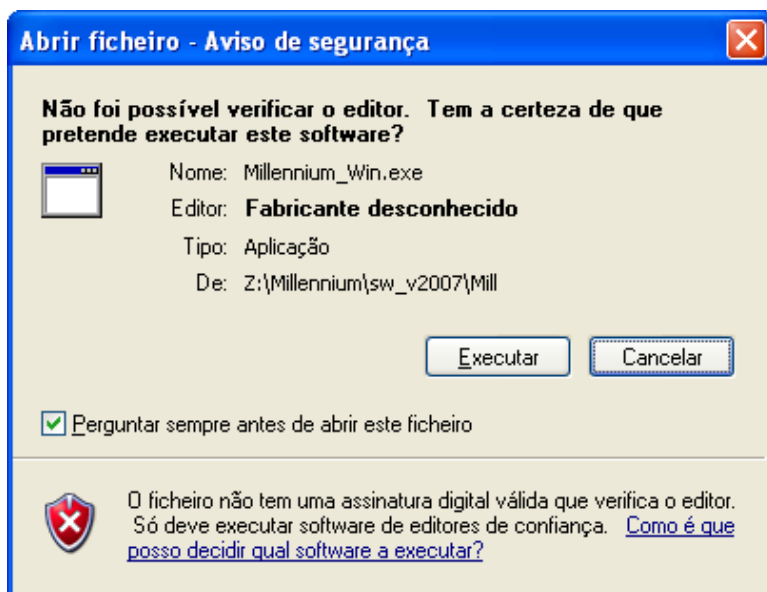 Abrir ficheiro - Aviso de segurança
Não foi possível verificar o editor. Tem a certeza de que
pretende executar este software?
Nome: Millennium_Win.exe
Editor: Fabricante desconhecido
Tipo: Aplicação
De: Z:\Millennium\sw_v2007\Mill
Executar Cancelar
Perguntar sempre antes de abrir este ficheiro
O ficheiro não tem uma assinatura digital válida que verifica o editor.
Só deve executar software de editores de confiança. Como é que
posso decidir qual software a executar?